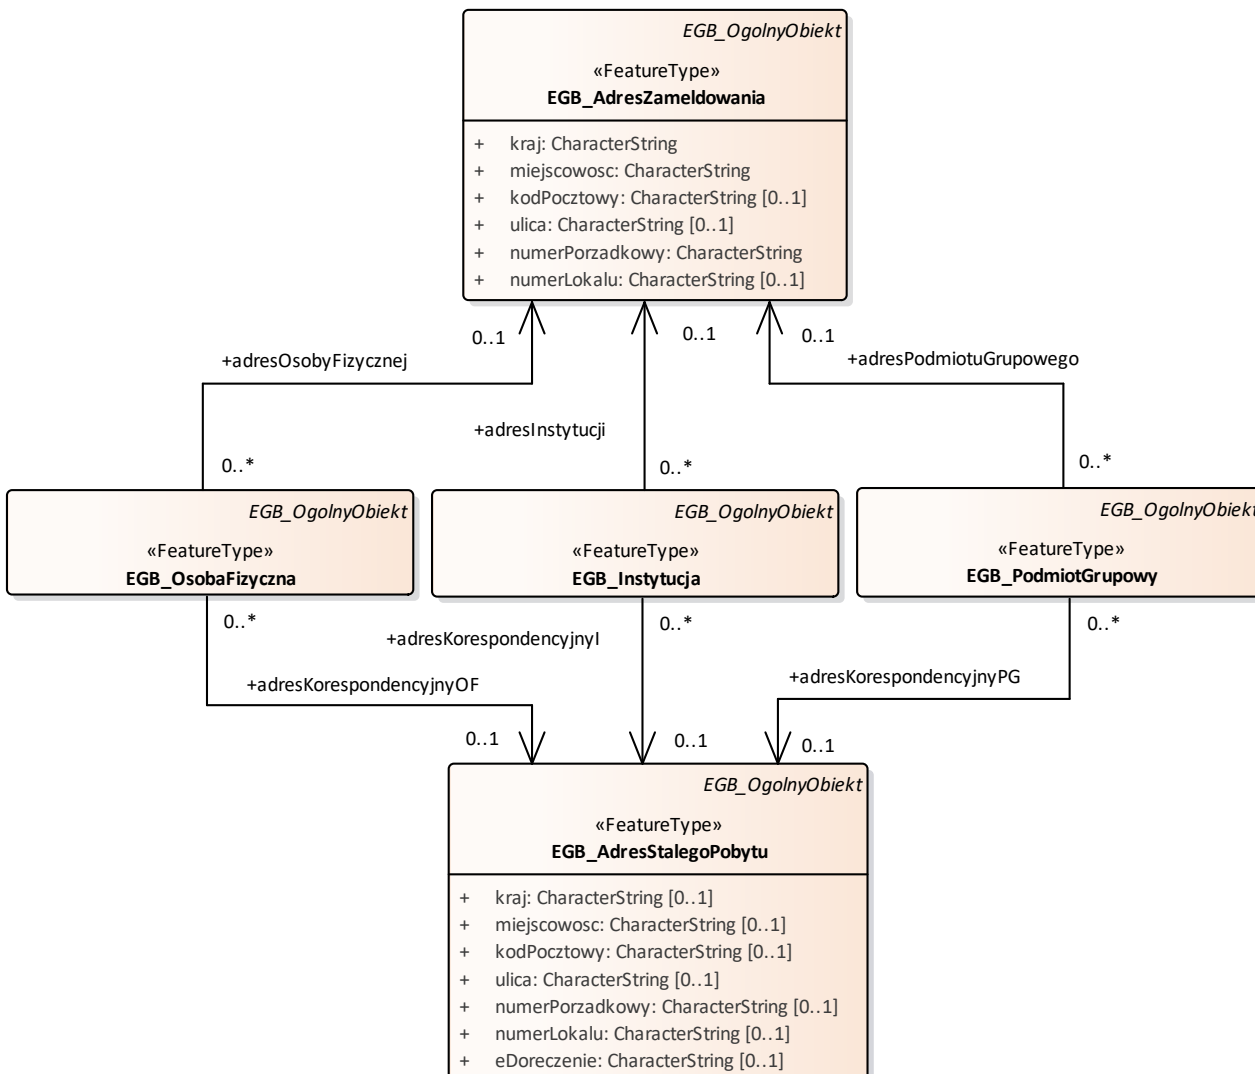 EGB_OgolnyObiekt
«FeatureType»
EGB_AdresZameldowania
+ kraj: CharacterString
+ miejscowosc: CharacterString
+ kodPocztowy: CharacterString [0..1]
+ ulica: CharacterString [0..1]
+ numerPorzadkowy: CharacterString
+ numerLokalu: CharacterString [0..1]
0..1
0..1
0..1
+adresOsobyFizycznej
+adresInstytucji
+adresPodmiotuGrupowego
0..*
0..*
0..*
EGB_OgolnyObiekt
«FeatureType»
EGB_OsobaFizyczna
EGB_OgolnyObiekt
«FeatureType»
EGB_Instytucja
EGB_OgolnyObiekt
«FeatureType»
EGB_PodmiotGrupowy
0..*
0..*
0..*
+adresKorespondencyjnyOF
+adresKorespondencyjnyI
+adresKorespondencyjnyPG
0..1
0..1
0..1
EGB_OgolnyObiekt
«FeatureType»
EGB_AdresStalegoPobytu
+ kraj: CharacterString [0..1]
+ miejscowosc: CharacterString [0..1]
+ kodPocztowy: CharacterString [0..1]
+ ulica: CharacterString [0..1]
+ numerPorzadkowy: CharacterString [0..1]
+ numerLokalu: CharacterString [0..1]
+ eDoreczenie: CharacterString [0..1]